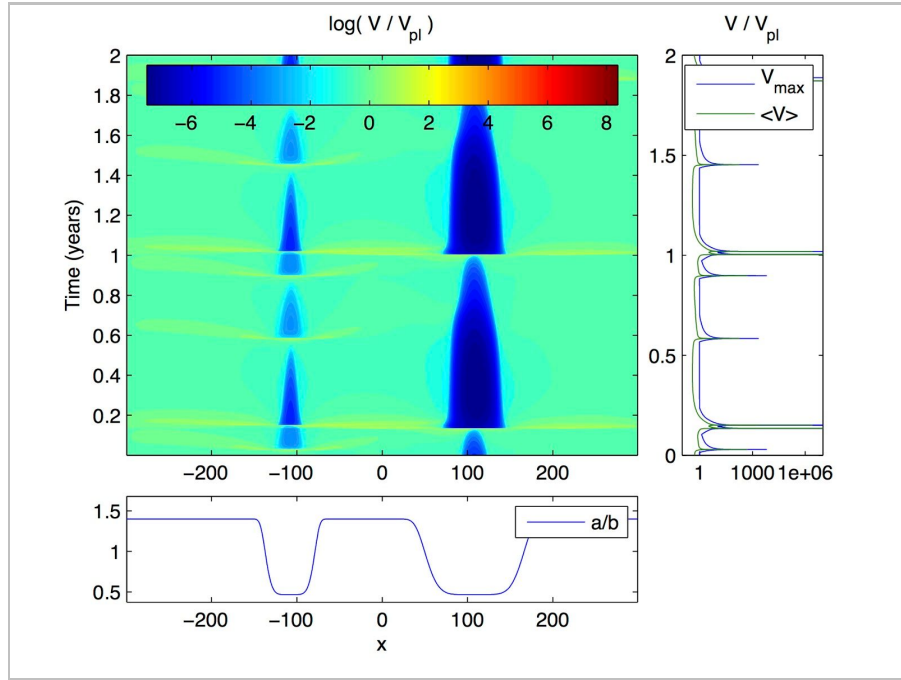 log( V / Vpl )
V / Vpl
2
1.8
1.6
1.4
1.2
1
0.8
0.6
0.4
0.2
Time (years)
−6 −4 −2 0 2 4 6 8
−200 −100 0 100 200
2
1.5
1
0.5
0
Vmax
<V>
1 1000 1e+06
1.5
1
0.5
a/b
−200 −100 0 100 200
x